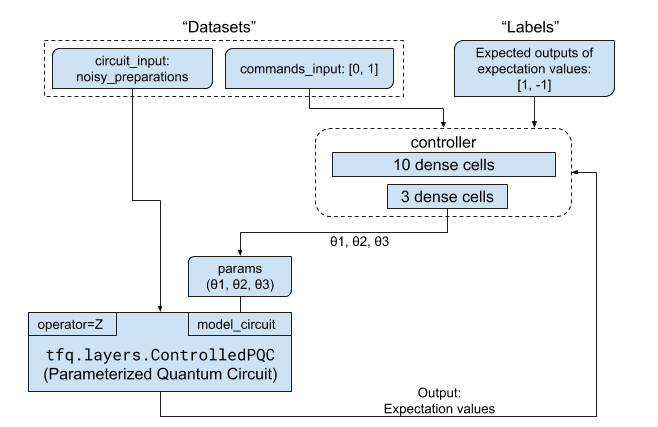 “Datasets”
“Labels”
circuit_input:
noisy_preparations
commands_input: [0, 1]
Expected outputs of
expectation values:
[1, -1]
controller
10 dense cells
3 dense cells
θ1, θ2, θ3
params
(θ1, θ2, θ3)
operator=Z
model_circuit
tfq.layers.ControlledPQC
(Parameterized Quantum Circuit)
Output:
Expectation values